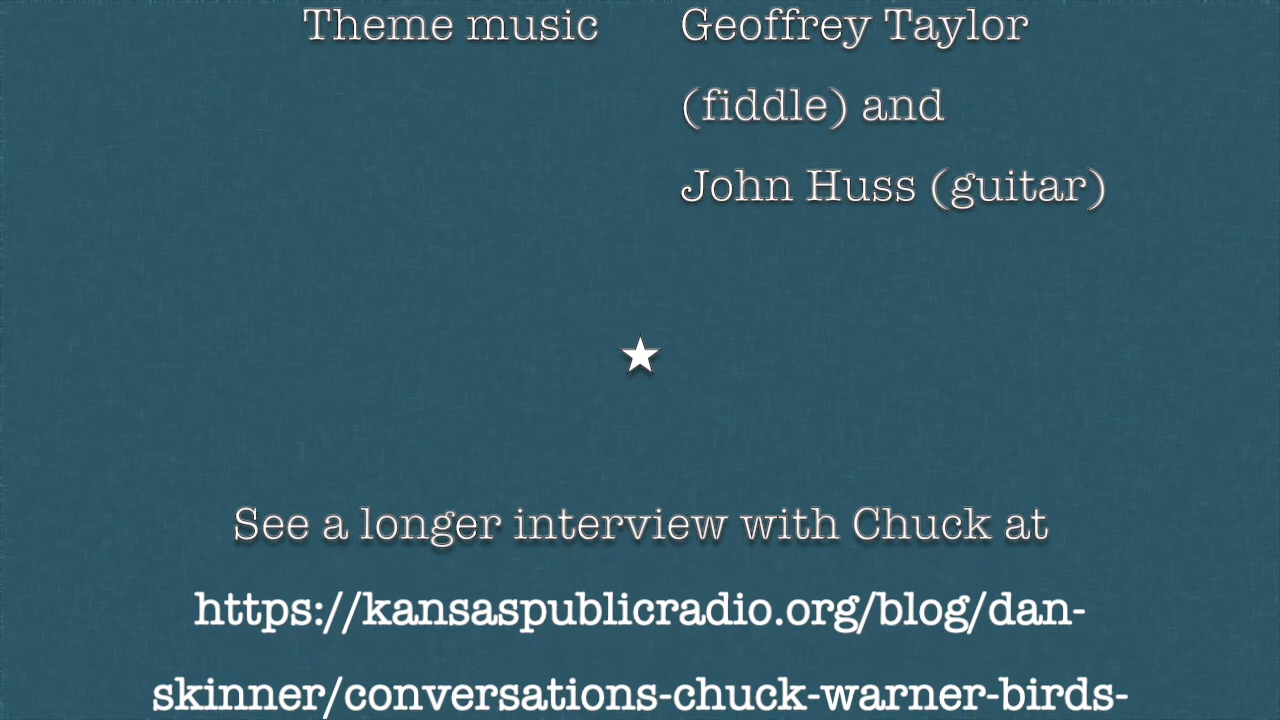 Theme music Geoffrey Taylor
(fiddle) and
John Huss (guitar)
See a longer interview with Chuck at
https://kansaspublicradio.org/blog/dan-
skinner/conversations-chuck-warner-birds-